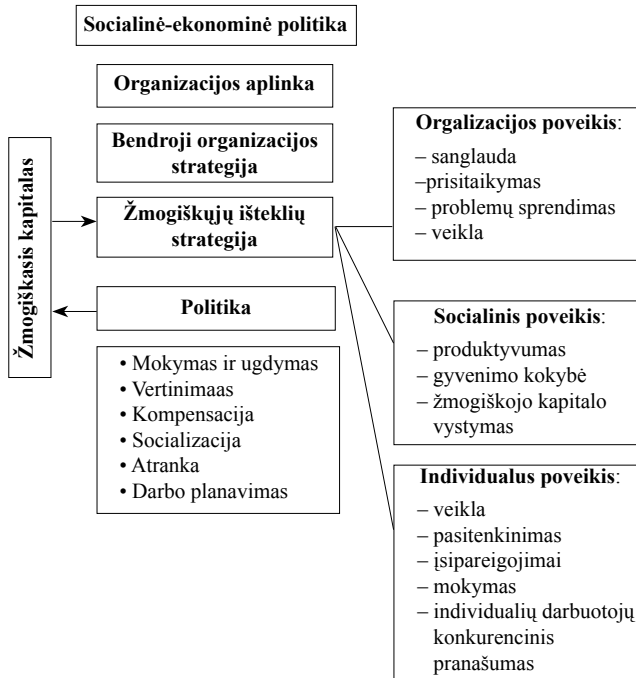 Socialinė-ekonominė politika
Organizacijos aplinka
Bendroji organizacijos
strategija
Žmogiškųjų išteklių
strategija
Politika
• Mokymas ir ugdymas
• Vertinimaas
• Kompensacija
• Socializacija
• Atranka
• Darbo planavimas
Žmogiškasis kapitalas
Orgalizacijos poveikis:
– sanglauda
–prisitaikymas
– problemų sprendimas
– veikla
Socialinis poveikis:
– produktyvumas
– gyvenimo kokybė
– žmogiškojo kapitalo
vystymas
Individualus poveikis:
– veikla
– pasitenkinimas
– įsipareigojimai
– mokymas
– individualių darbuotojų
konkurencinis
pranašumas